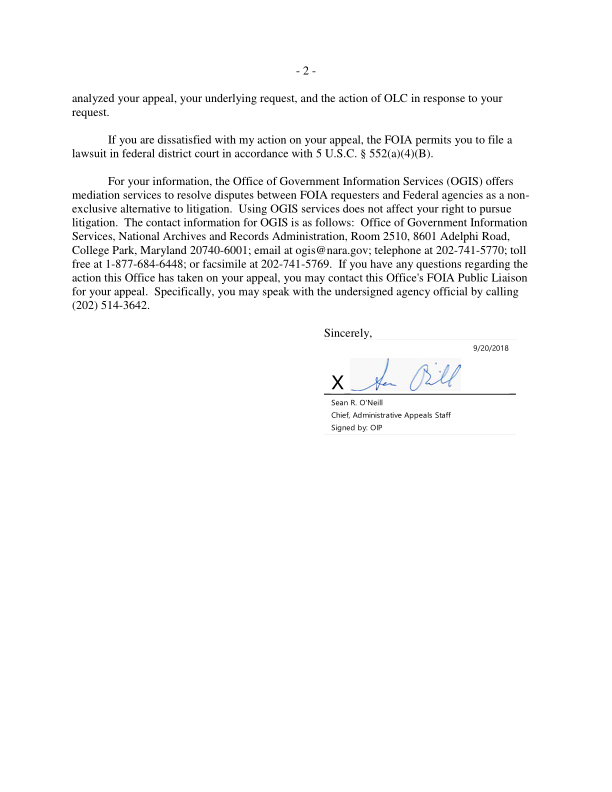 - 2 -
analyzed your appeal, your underlying request, and the action of OLC in response to your
request.
If you are dissatisfied with my action on your appeal, the FOIA permits you to file a
lawsuit in federal district court in accordance with 5 U.S.C. § 552(a)(4)(B).
For your information, the Office of Government Information Services (OGIS) offers
mediation services to resolve disputes between FOIA requesters and Federal agencies as a non-
exclusive alternative to litigation.  Using OGIS services does not affect your right to pursue
litigation.  The contact information for OGIS is as follows:  Office of Government Information
Services, National Archives and Records Administration, Room 2510, 8601 Adelphi Road,
College Park, Maryland 20740-6001; email at ogis@nara.gov; telephone at 202-741-5770; toll
free at 1-877-684-6448; or facsimile at 202-741-5769.  If you have any questions regarding the
action this Office has taken on your appeal, you may contact this Office's FOIA Public Liaison
for your appeal.  Specifically, you may speak with the undersigned agency official by calling
(202) 514-3642.
Sincerely,
9/20/2018
X
Sean R. O'Neill
Chief, Administrative Appeals Staff
Signed by: OIP